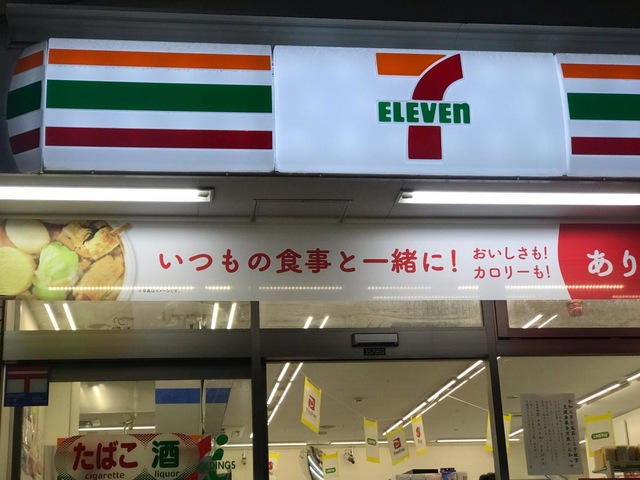 ELEVEn
いつもの食事と一緒に!
おいしさも!
カロリーも!
あり
たばこ 酒
cigarette liquor
LDINGS